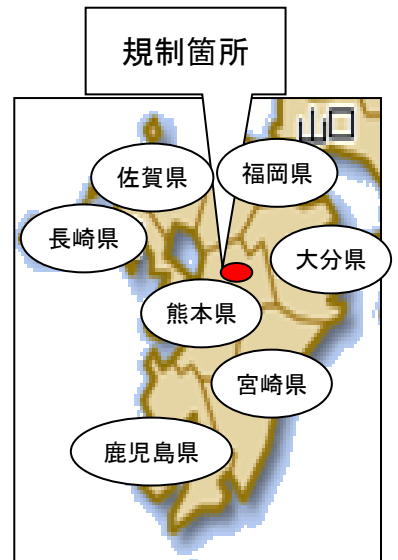 規制箇所
山口
佐賀県
福岡県
長崎県
大分県
熊本県
宮崎県
鹿児島県